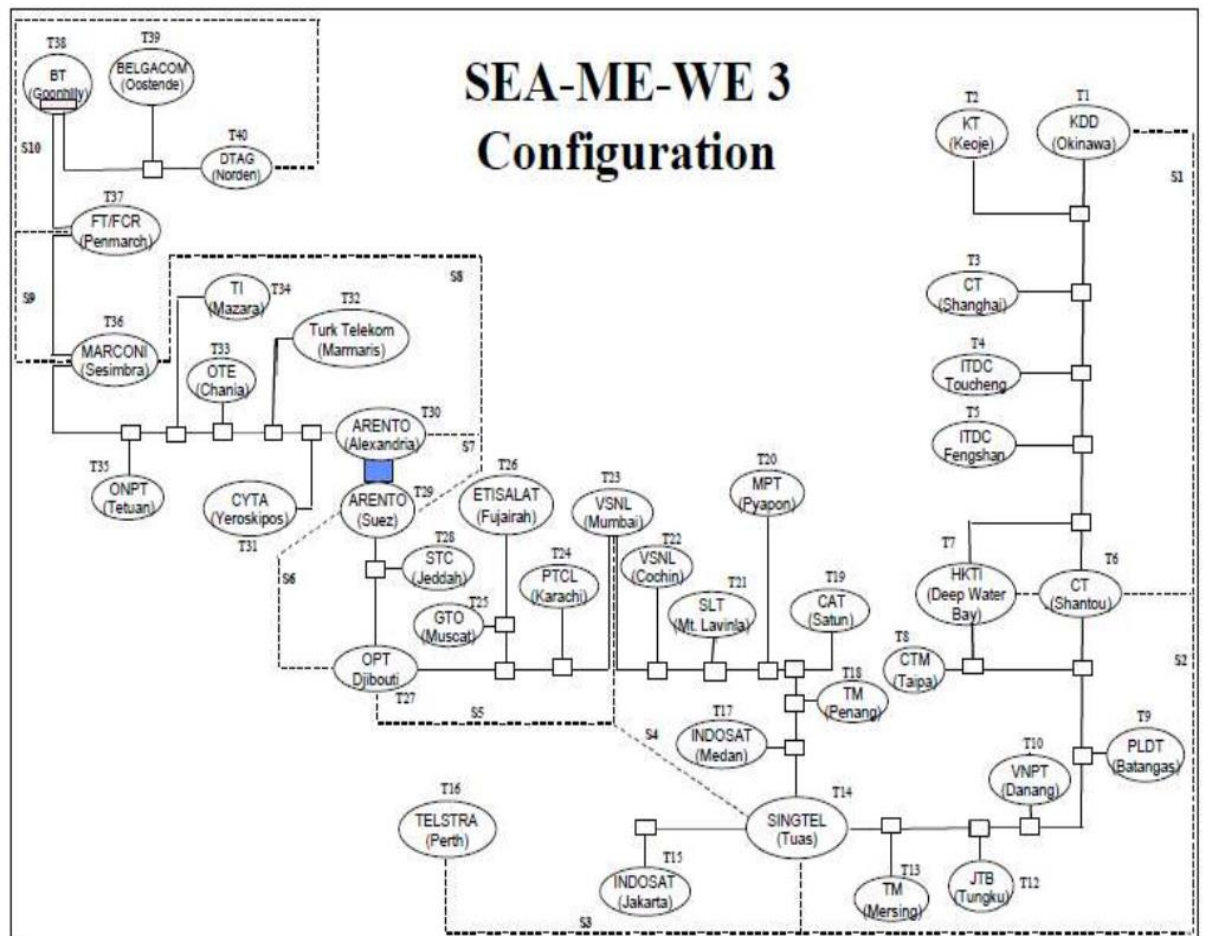 SEA-ME-WE 3
Configuration
T38
BT
(Goonhilly)
T39
BELGACOM
(Oostende)
S10
T40
DTAG
(Norden)
T37
FT/FCR
(Penmarch)
S9
T36
MARCONI
(Sesimbra)
TI
(Mazara)
T34
S8
T32
Turk Telekom
(Marmaris)
T33
OTE
(Chania)
T30
ARENTO
(Alexandria)
S7
T35
ONPT
(Tetuan)
CYTA
(Yeroskipos)
T31
ARENTO
(Suez)
T29
T26
ETISALAT
(Fujairah)
T23
VSNL
(Mumbai)
T20
MPT
(Pyapon)
S6
T28
STC
(Jeddah)
T24
PTCL
(Karachi)
T22
VSNL
(Cochin)
T21
SLT
(Mt. Lavinla)
T19
CAT
(Satun)
T25
GTO
(Muscat)
OPT
Djibouti
T27
S5
S4
T18
TM
(Penang)
T17
INDOSAT
(Medan)
T16
TELSTRA
(Perth)
T14
SINGTEL
(Tuas)
T15
INDOSAT
(Jakarta)
S3
T13
TM
(Mersing)
T12
JTB
(Tungku)
T10
VNPT
(Danang)
T9
PLDT
(Batangas)
T8
CTM
(Taipa)
S2
T7
HKTI
(Deep Water
Bay)
T6
CT
(Shantou)
T5
ITDC
Fengshan
T4
ITDC
Toucheng
T3
CT
(Shanghai)
T2
KT
(Keoje)
T1
KDD
(Okinawa)
S1